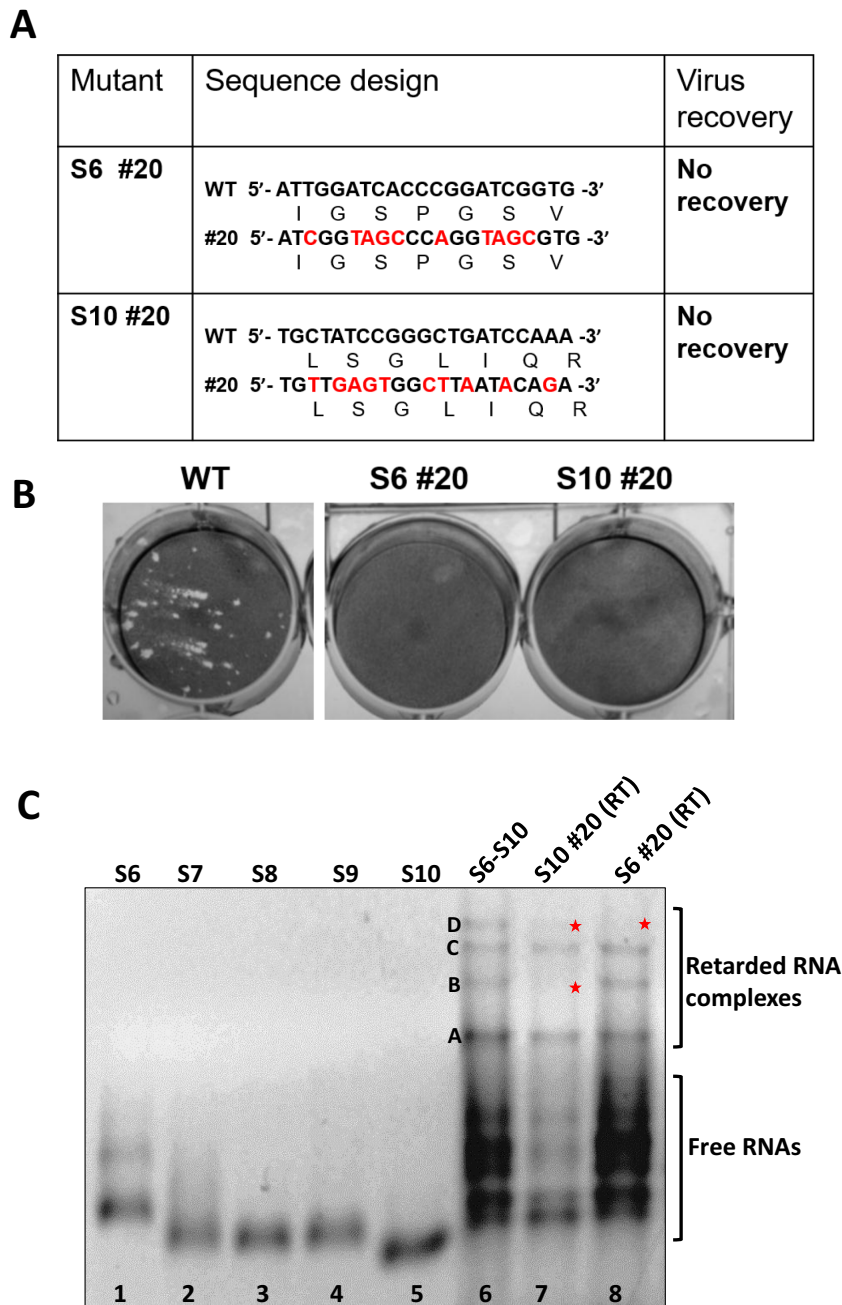 A
Mutant Sequence design Virus recovery
S6 #20
WT 5′- ATTGGATCACCCGGATCGGTG -3′
I G S P G S V
#20 5′- ATCGGTAGCCCAGGTAGCGTG -3′
I G S P G S V
No recovery
S10 #20
WT 5′- TGCTATCCGGGCTGATCCAAA -3′
L S G L I Q R
#20 5′- TGTTGAGTGGCTTAATACAGA -3′
L S G L I Q R
No recovery
B
WT S6 #20 S10 #20
C
S6 S7 S8 S9 S10 S6-S10 S10 #20 (RT) S6 #20 (RT)
D
C
B
A
Retarded RNA
complexes
Free RNAs
1 2 3 4 5 6 7 8